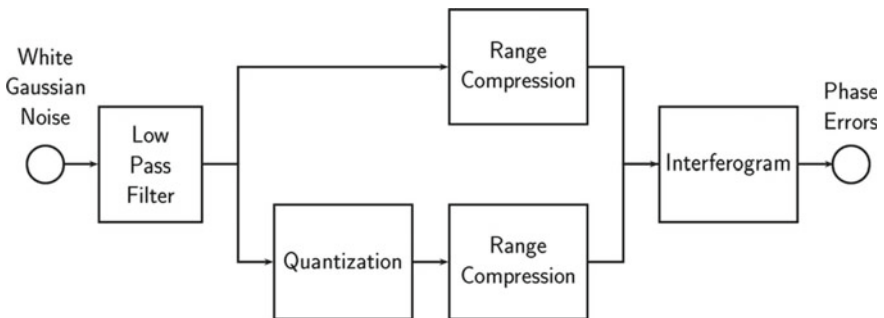 White
Gaussian
Noise
Low
Pass
Filter
Range
Compression
Quantization
Range
Compression
Interferogram
Phase
Errors